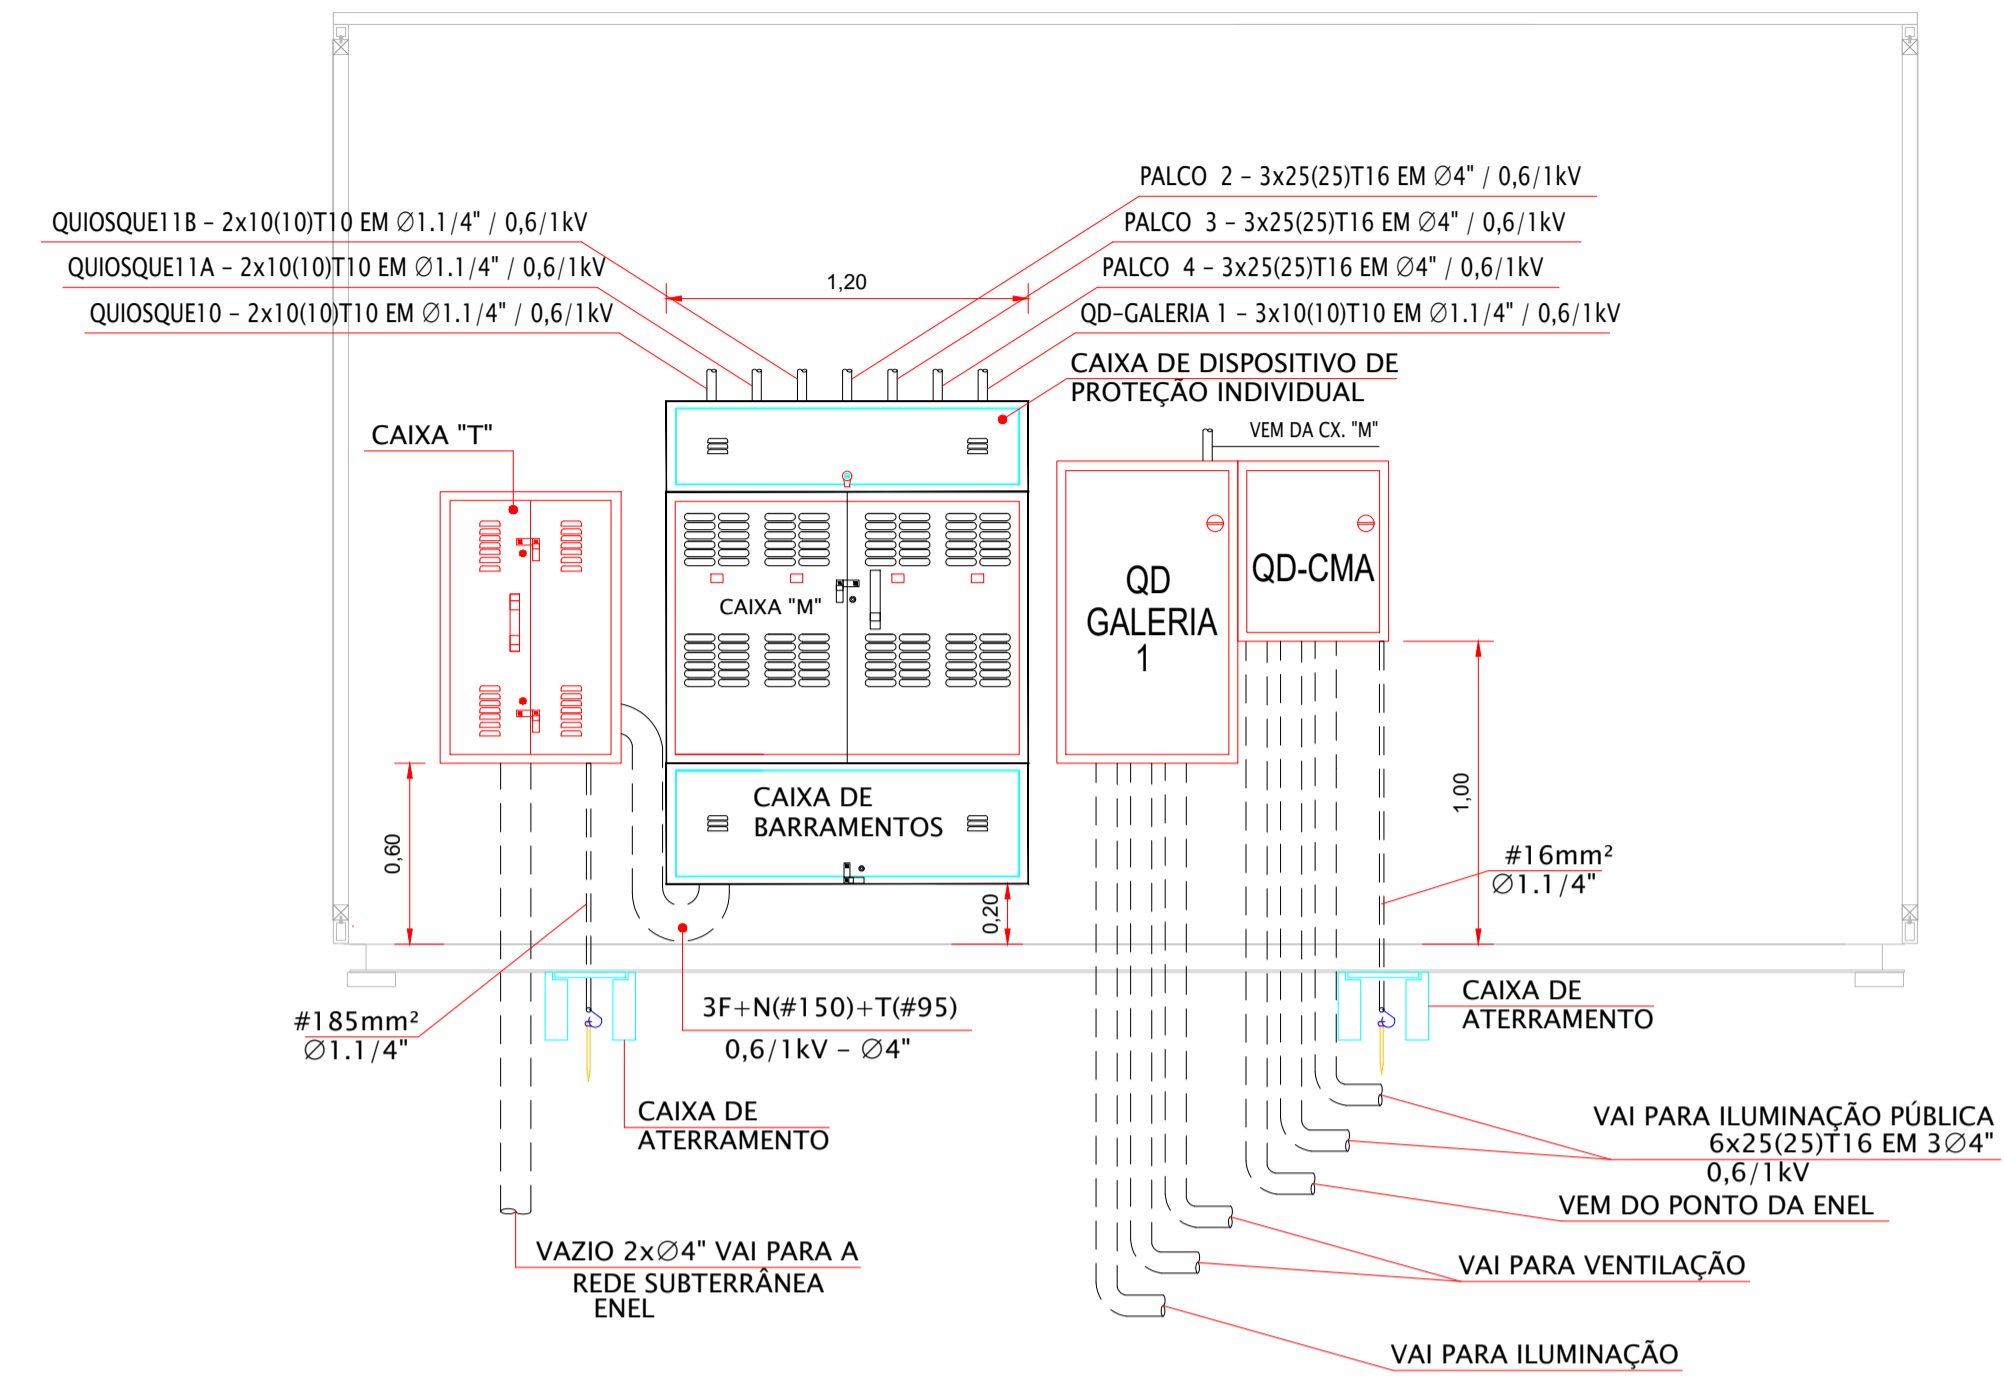 PALCO 2 – 3x25(25)T16 EM Ø4" / 0,6/1kV
QUIOSQUE11B – 2x10(10)T10 EM Ø1.1/4" / 0,6/1kV
PALCO 3 – 3x25(25)T16 EM Ø4" / 0,6/1kV
QUIOSQUE11A – 2x10(10)T10 EM Ø1.1/4" / 0,6/1kV
PALCO 4 – 3x25(25)T16 EM Ø4" / 0,6/1kV
1,20
QUIOSQUE10 – 2x10(10)T10 EM Ø1.1/4" / 0,6/1kV
QD–GALERIA 1 – 3x10(10)T10 EM Ø1.1/4" / 0,6/1kV
CAIXA DE DISPOSITIVO DE
PROTEÇÃO INDIVIDUAL
CAIXA "T"
VEM DA CX. "M"
QD
GALERIA
1
QD-CMA
CAIXA "M"
CAIXA DE
BARRAMENTOS
0,60
0,20
1,00
#16mm²
Ø1.1/4"
#185mm²
Ø1.1/4"
3F+N(#150)+T(#95)
0,6/1kV – Ø4"
CAIXA DE
ATERRAMENTO
CAIXA DE
ATERRAMENTO
VAI PARA ILUMINAÇÃO PÚBLICA
6x25(25)T16 EM 3Ø4"
0,6/1kV
VEM DO PONTO DA ENEL
VAZIO 2xØ4" VAI PARA A
REDE SUBTERRÂNEA
ENEL
VAI PARA VENTILAÇÃO
VAI PARA ILUMINAÇÃO